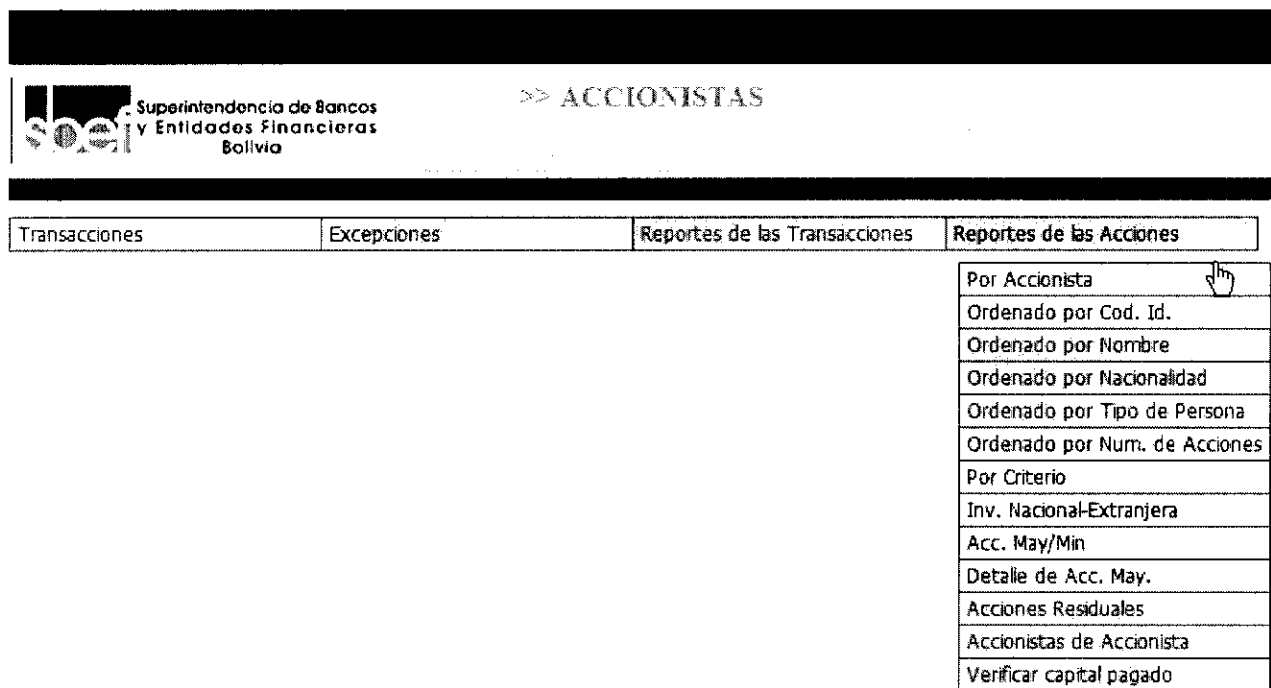 sbef
Superintendencia de Bancos
y Entidades Financieras
Bolivia
>> ACCIONISTAS
Transacciones
Excepciones
Reportes de las Transacciones
Reportes de las Acciones
Por Accionista
Ordenado por Cod. Id.
Ordenado por Nombre
Ordenado por Nacionalidad
Ordenado por Tipo de Persona
Ordenado por Num. de Acciones
Por Criterio
Inv. Nacional-Extranjera
Acc. May/Min
Detalle de Acc. May.
Acciones Residuales
Accionistas de Accionista
Verificar capital pagado